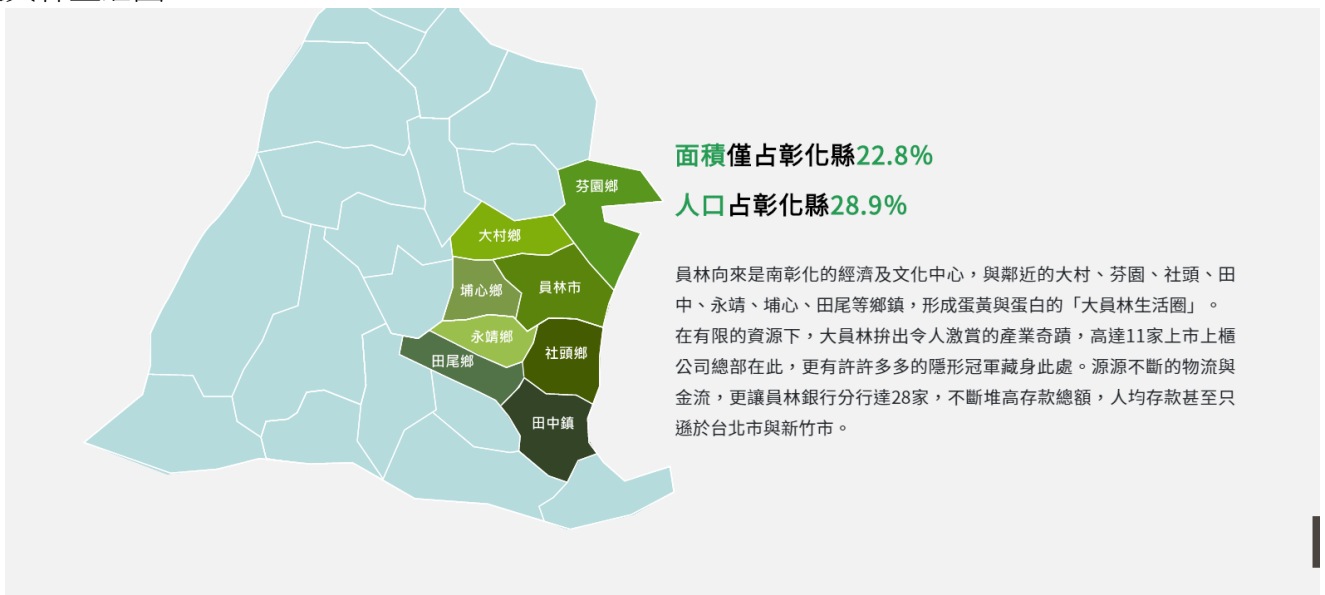 面積僅占彰化縣22.8%
人口占彰化縣28.9%
員林向來是南彰化的經濟及文化中心，與鄰近的大村、芬園、社頭、田
中、永靖、埔心、田尾等鄉鎮，形成蛋黃與蛋白的「大員林生活圈」。
在有限的資源下，大員林拚出令人激賞的產業奇蹟，高達11家上市上櫃
公司總部在此，更有許許多多的隱形冠軍藏身此處。源源不斷的物流與
金流，更讓員林銀行分行達28家，不斷堆高存款總額，人均存款甚至只
遜於台北市與新竹市。
芬園鄉
大村鄉
埔心鄉
員林市
永靖鄉
田尾鄉
社頭鄉
田中鎮